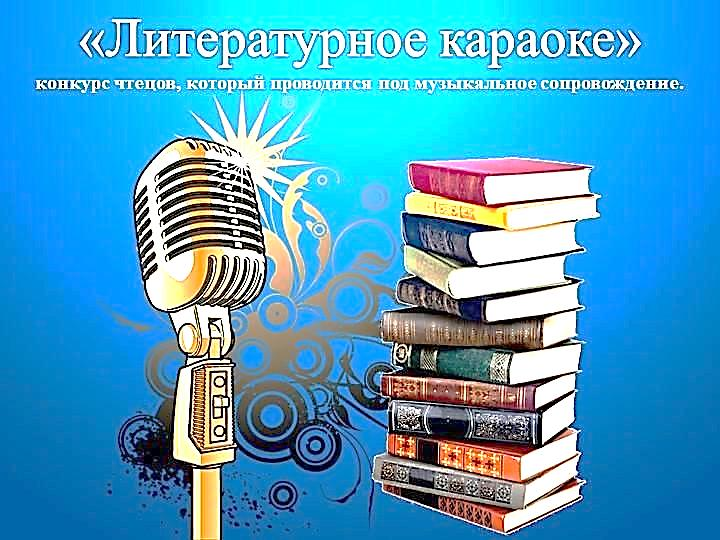 «Литературное караоке»
конкурс чтецов, который проводится под музыкальное сопровождение.